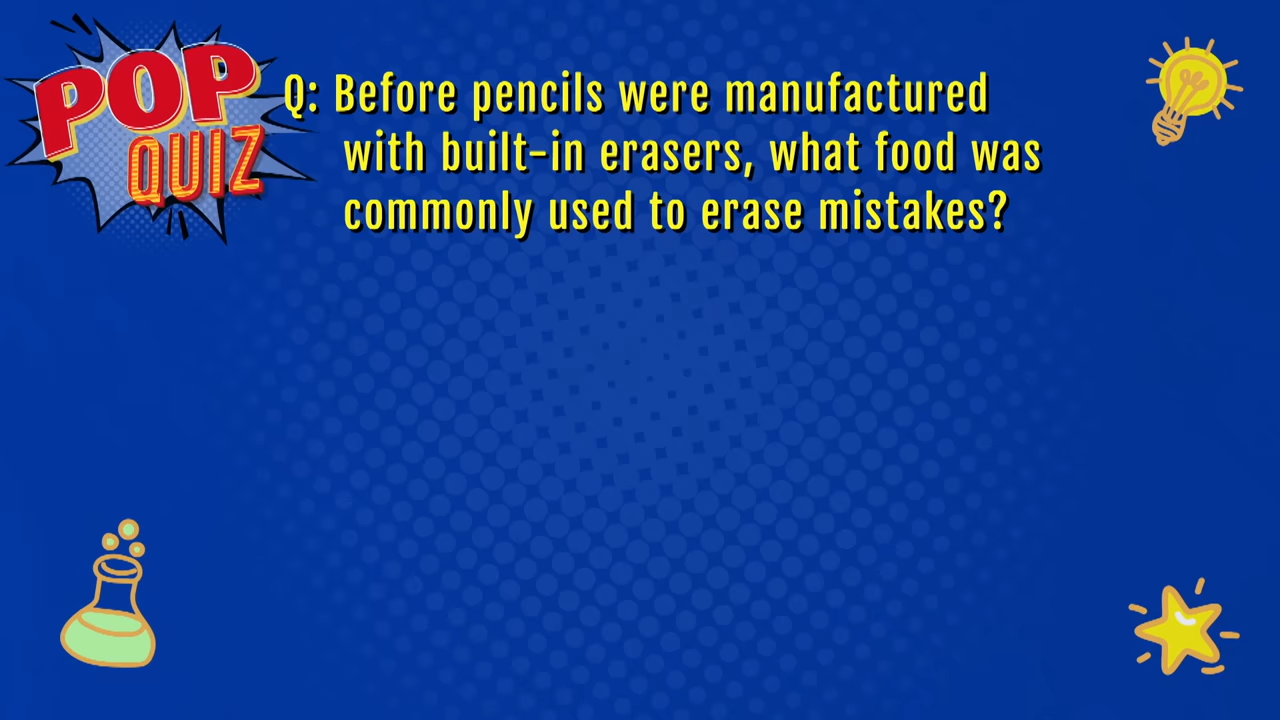 POP
QUIZ
Q: Before pencils were manufactured
with built-in erasers, what food was
commonly used to erase mistakes?